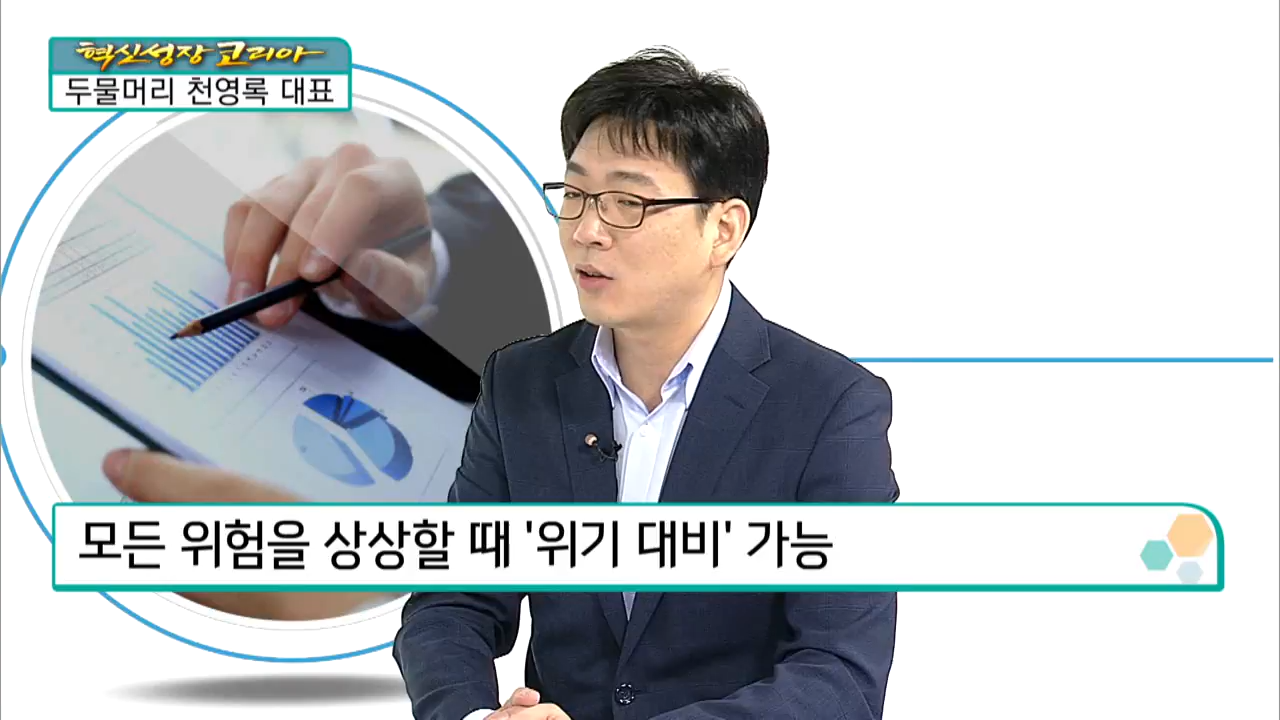 혁신성장 코리아
두물머리 천영록 대표
모든 위험을 상상할 때 '위기 대비' 가능